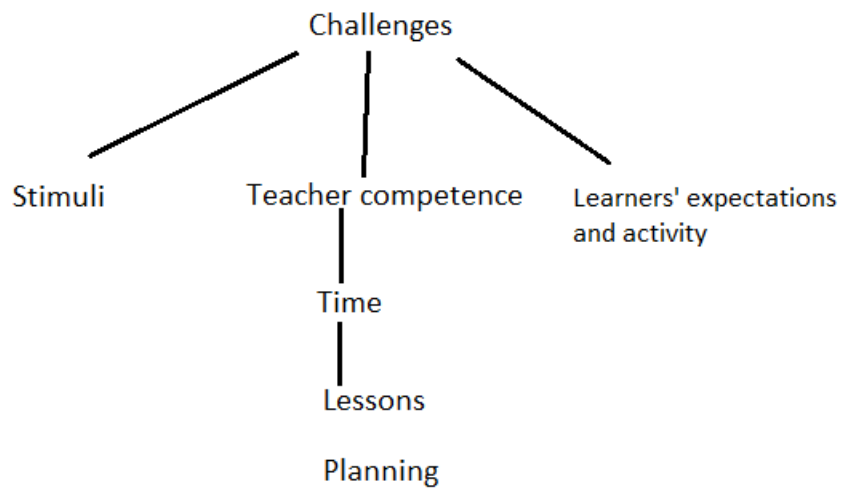 Challenges
Stimuli
Teacher competence
Learners' expectations
and activity
Time
Lessons
Planning